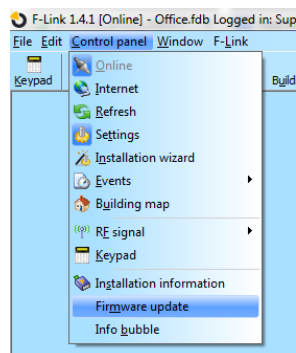 F-Link 1.4.1 [Online] - Office.fdb Logged in: Sup
File Edit Control panel Window F-Link
Keypad
Build
Online
Internet
Refresh
Settings
Installation wizard
Events
Building map
RF signal
Keypad
Installation information
Firmware update
Info bubble